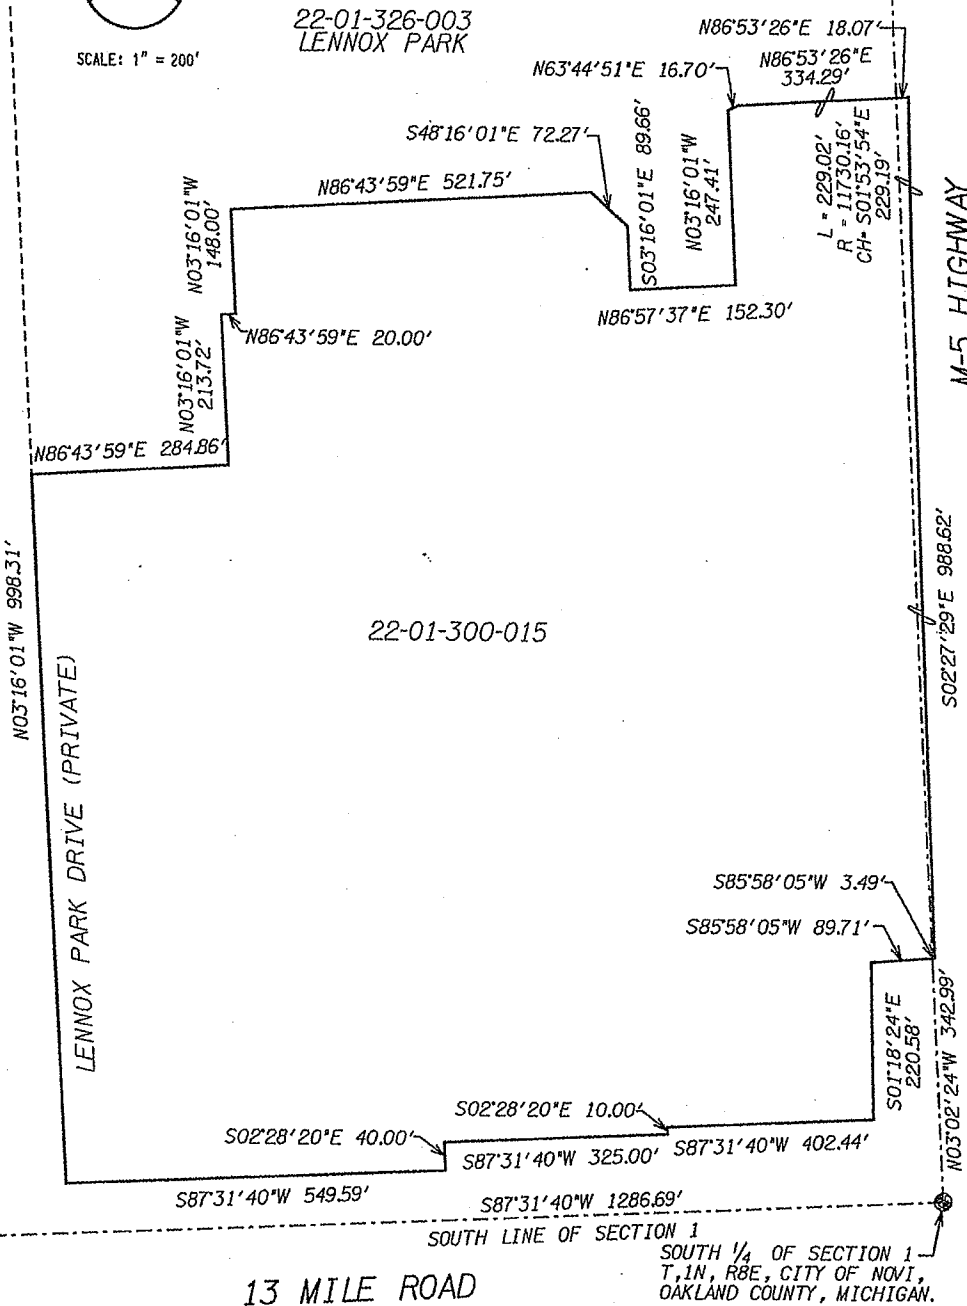 22-01-326-003
LENNOX PARK
SCALE: 1" = 200'
N86°53'26"E 18.07'
N86°53'26"E
334.29'
N63°44'51"E 16.70'
S48°16'01"E 72.27'
N86°43'59"E 521.75'
S03°16'01"E 89.66'
N03°16'01"W
247.41'
L = 229.02'
R = 11730.16'
CH= S01°53'54"E
229.19'
M-5 HIGHWAY
N03°16'01"W
148.00'
N86°57'37"E 152.30'
N86°43'59"E 20.00'
N03°16'01"W
213.72'
N86°43'59"E 284.86'
N03°16'01"W 998.31'
22-01-300-015
S02°27'29"E 988.62'
LENNOX PARK DRIVE (PRIVATE)
S85°58'05"W 3.49'
S85°58'05"W 89.71'
S01°18'24"E
220.58'
N03°02'24"W 342.99'
S02°28'20"E 10.00'
S02°28'20"E 40.00'
S87°31'40"W 402.44'
S87°31'40"W 325.00'
S87°31'40"W 549.59'
S87°31'40"W 1286.69'
SOUTH LINE OF SECTION 1
SOUTH 1/4 OF SECTION 1
T,1N, R8E, CITY OF NOVI,
OAKLAND COUNTY, MICHIGAN.
13 MILE ROAD